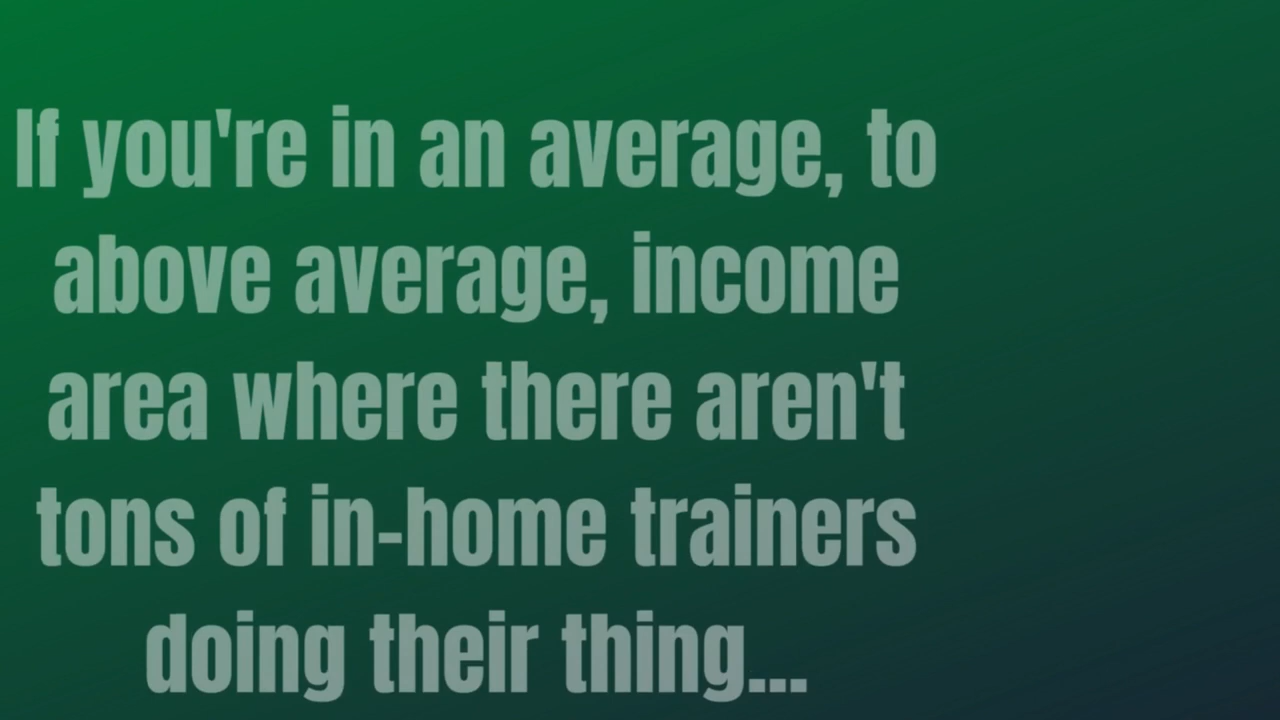 If you're in an average, to
above average, income
area where there aren't
tons of in-home trainers
doing their thing...